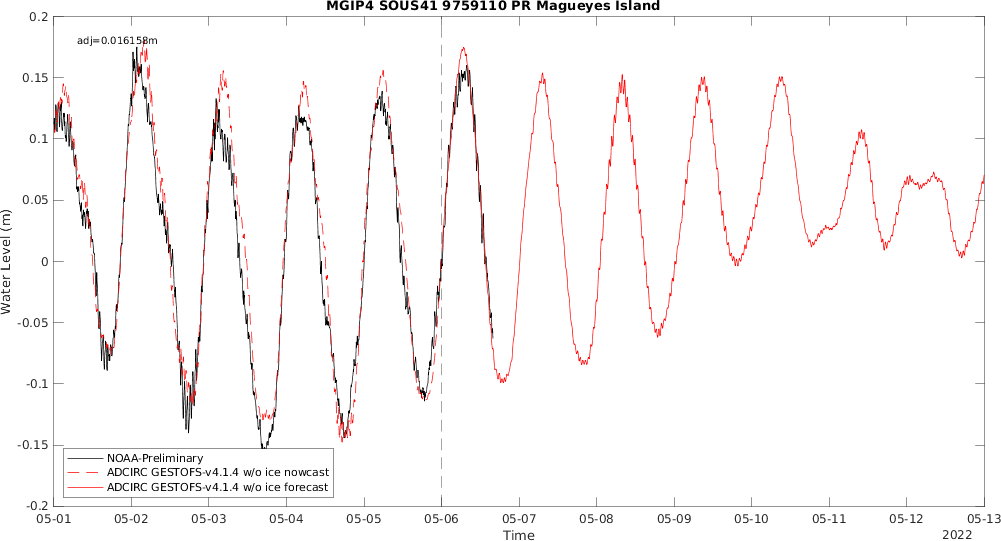 MGIP4 SOUS41 9759110 PR Magueyes Island
adj=0.016158m
0.2
0.15
0.1
0.05
0
-0.05
-0.1
-0.15
-0.2
Water Level (m)
NOAA-Preliminary
ADCIRC GESTOFS-v4.1.4 w/o ice nowcast
ADCIRC GESTOFS-v4.1.4 w/o ice forecast
05-01 05-02 05-03 05-04 05-05 05-06 05-07 05-08 05-09 05-10 05-11 05-12 05-13
Time
2022